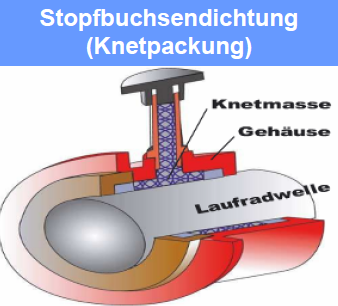 Stopfbuchsendichtung
(Knetpackung)
Knetmasse
Gehäuse
Laufradwelle